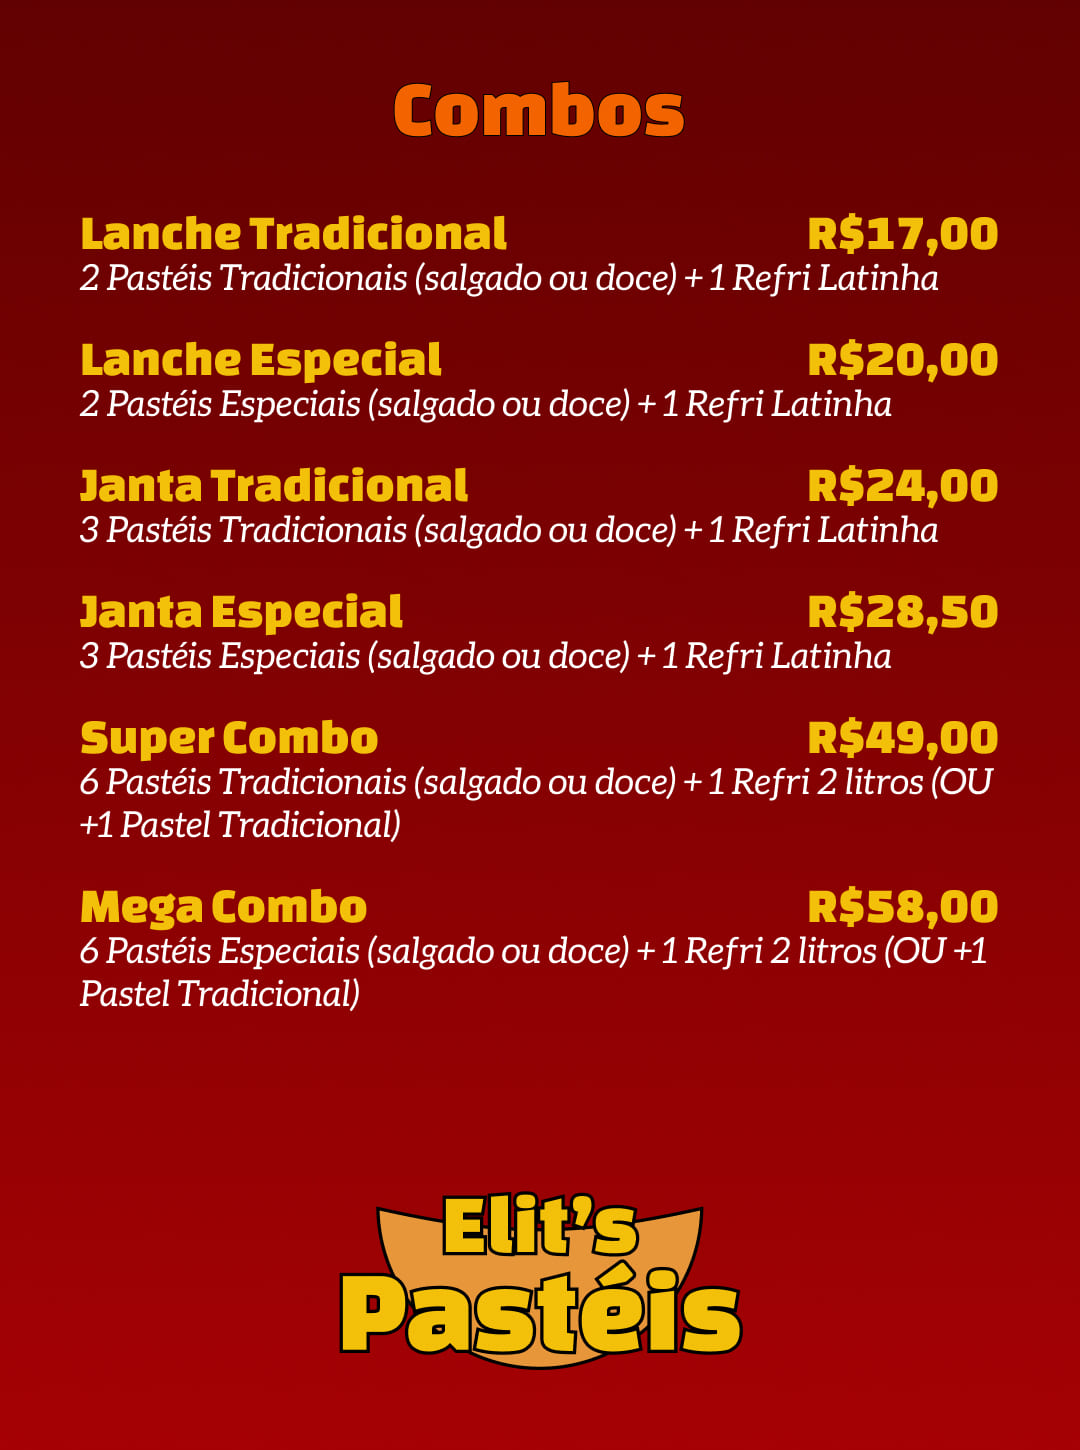 Combos
Lanche Tradicional R$17,00
2 Pastéis Tradicionais (salgado ou doce) + 1 Refri Latinha
Lanche Especial R$20,00
2 Pastéis Especiais (salgado ou doce) + 1 Refri Latinha
Janta Tradicional R$24,00
3 Pastéis Tradicionais (salgado ou doce) + 1 Refri Latinha
Janta Especial R$28,50
3 Pastéis Especiais (salgado ou doce) + 1 Refri Latinha
Super Combo R$49,00
6 Pastéis Tradicionais (salgado ou doce) + 1 Refri 2 litros (OU
+1 Pastel Tradicional)
Mega Combo R$58,00
6 Pastéis Especiais (salgado ou doce) + 1 Refri 2 litros (OU +1
Pastel Tradicional)
Elit's
Pastéis